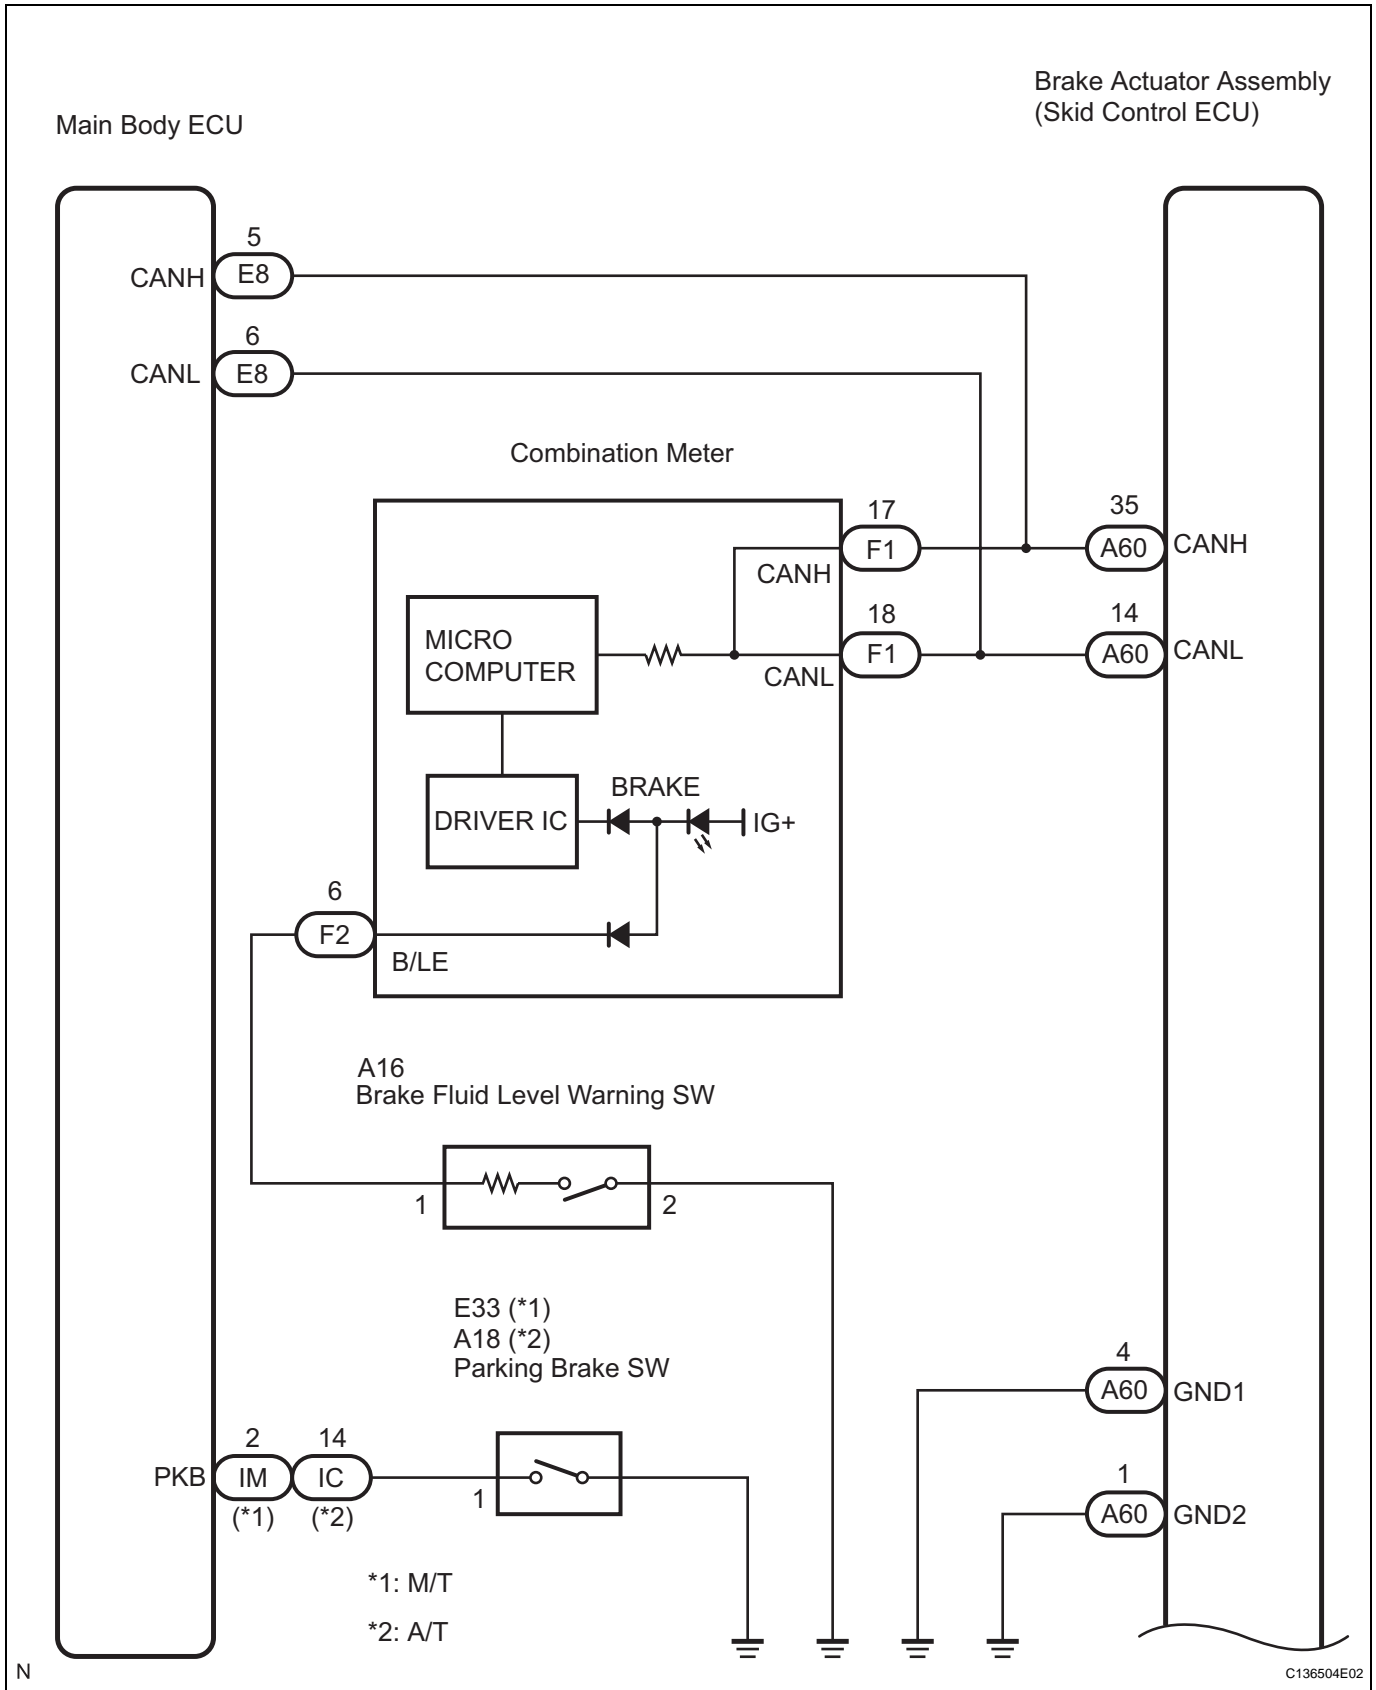 Brake Actuator Assembly
(Skid Control ECU)
Main Body ECU
5
CANH
E8
6
CANL
E8
Combination Meter
17
F1
CANH
35
A60
CANH
MICRO
COMPUTER
18
F1
CANL
14
A60
CANL
BRAKE
DRIVER IC
IG+
6
F2
B/LE
A16
Brake Fluid Level Warning SW
1
2
E33 (*1)
A18 (*2)
Parking Brake SW
4
A60
GND1
2
14
PKB
IM
IC
(*1)
(*2)
1
1
A60
GND2
*1: M/T
*2: A/T
N
C136504E02